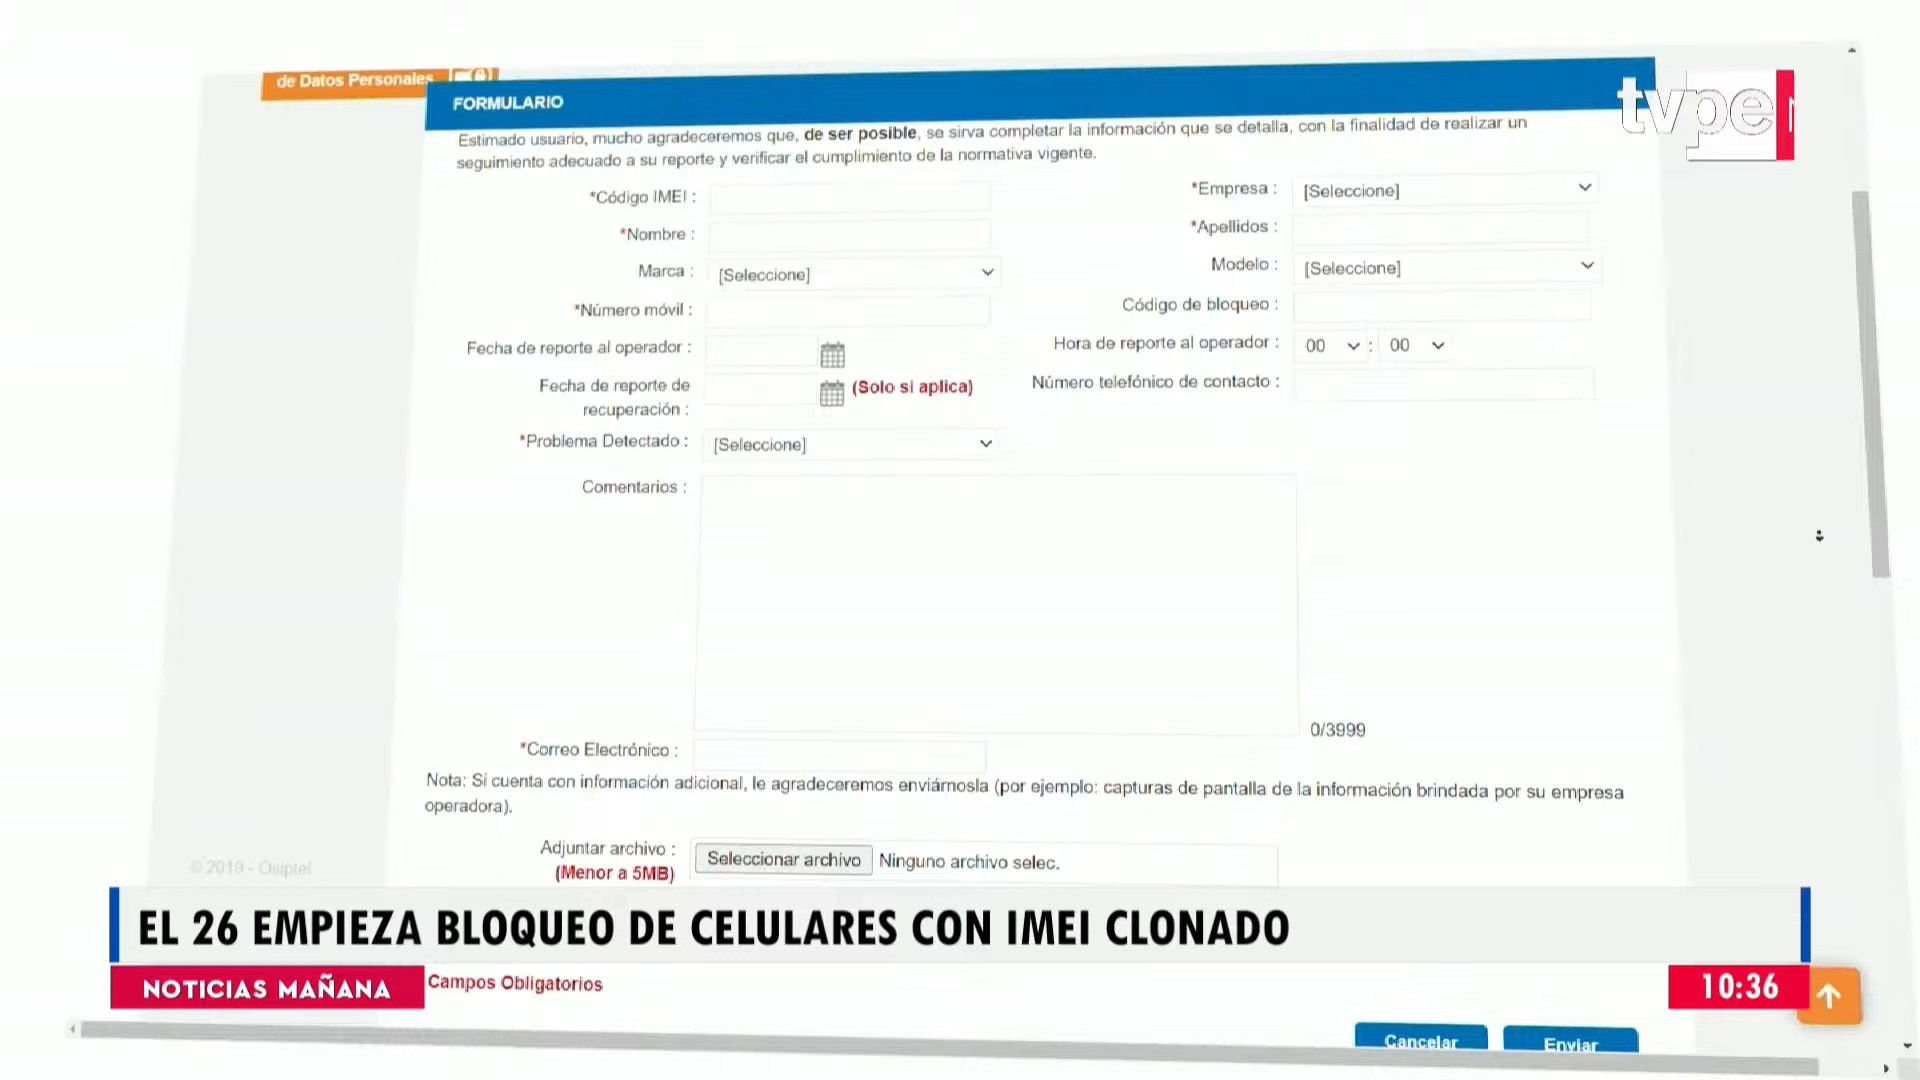 de Datos Personales
FORMULARIO
tvpe
Estimado usuario, mucho agradeceremos que, de ser posible, se sirva completar la información que se detalla, con la finalidad de realizar un
seguimiento adecuado a su reporte y verificar el cumplimiento de la normativa vigente.
*Código IMEI :
*Empresa : [Seleccione]
*Nombre :
*Apellidos :
Marca : [Seleccione]
Modelo : [Seleccione]
*Número móvil :
Código de bloqueo :
Fecha de reporte al operador :
Hora de reporte al operador : 00 : 00
Fecha de reporte de
recuperación :
(Solo si aplica)
Número telefónico de contacto :
*Problema Detectado : [Seleccione]
Comentarios :
0/3999
*Correo Electrónico :
Nota: Si cuenta con información adicional, le agradeceremos enviárnosla (por ejemplo: capturas de pantalla de la información brindada por su empresa
operadora).
Adjuntar archivo :
(Menor a 5MB)
Seleccionar archivo Ninguno archivo selec.
© 2019 - Osiptel
EL 26 EMPIEZA BLOQUEO DE CELULARES CON IMEI CLONADO
NOTICIAS MAÑANA
Campos Obligatorios
10:36
Cancelar
Enviar